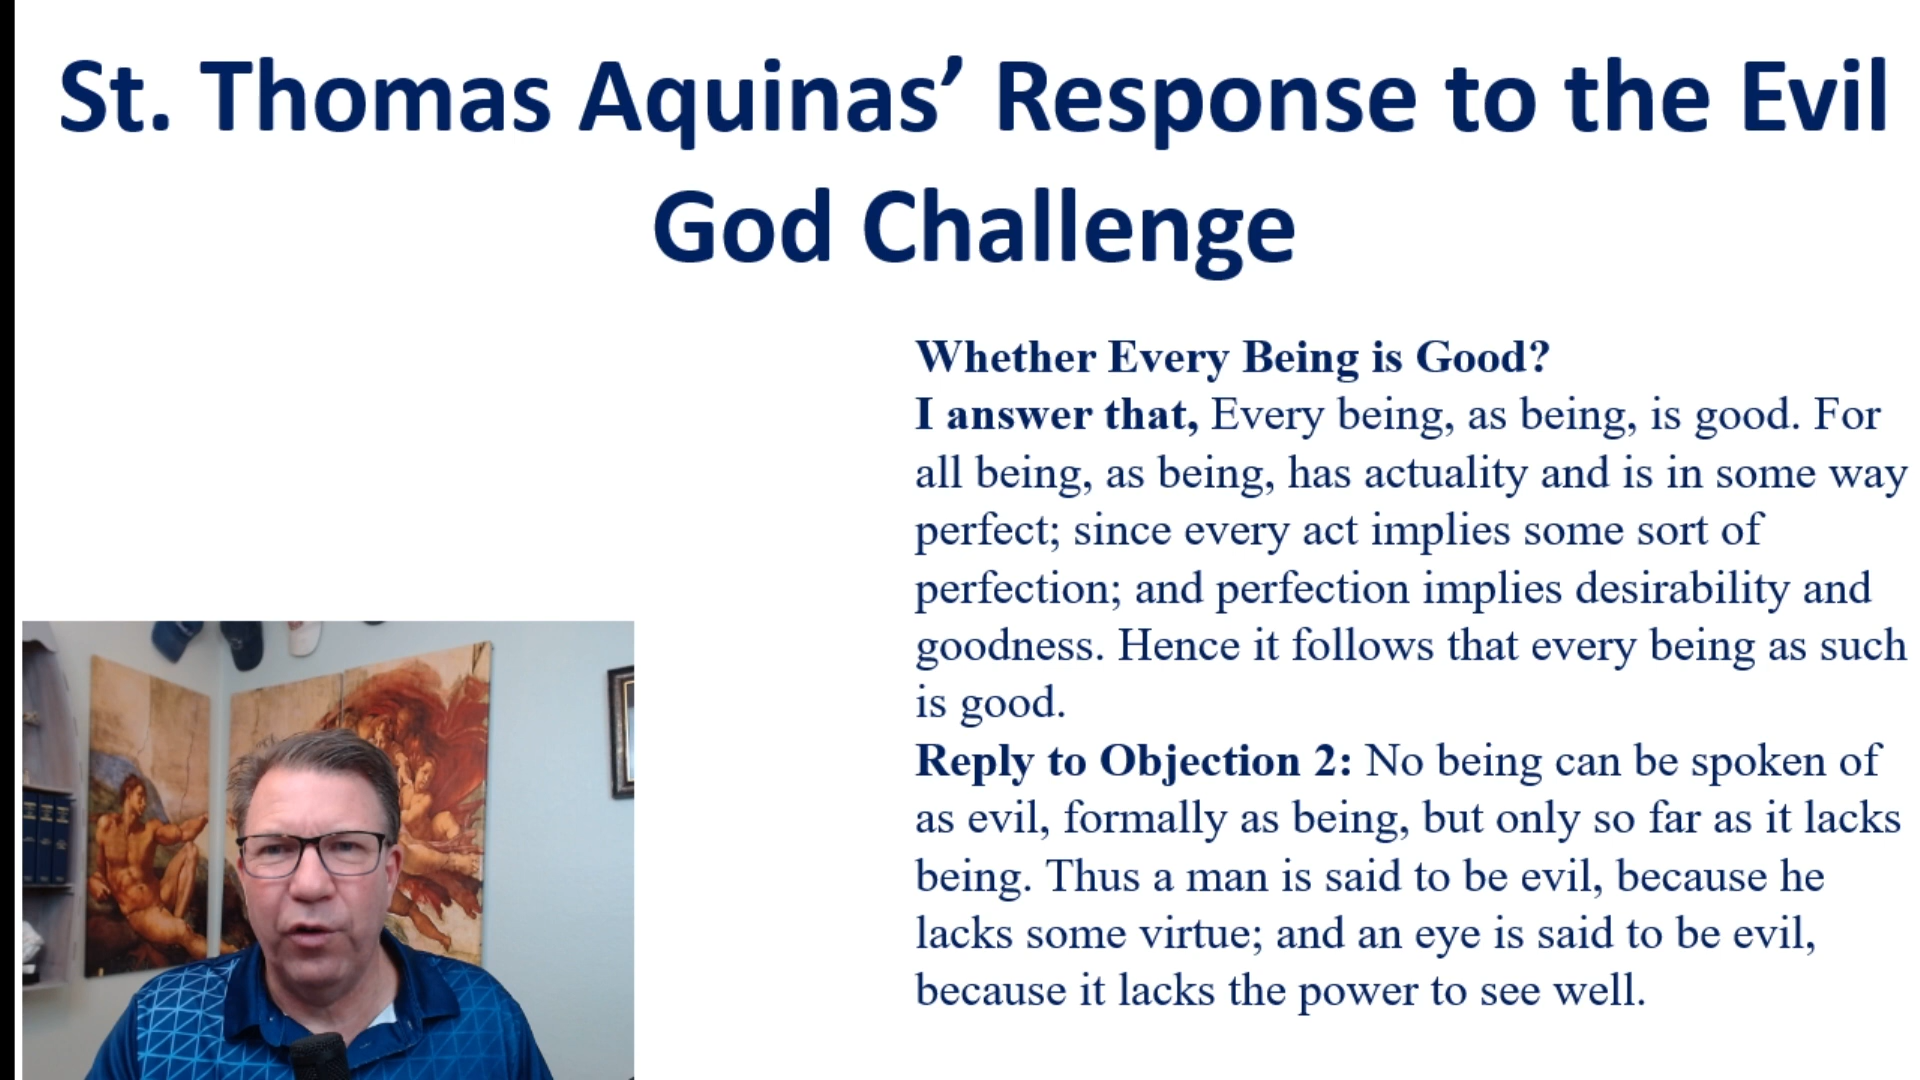 St. Thomas Aquinas’ Response to the Evil
God Challenge
Whether Every Being is Good?
I answer that, Every being, as being, is good. For
all being, as being, has actuality and is in some way
perfect; since every act implies some sort of
perfection; and perfection implies desirability and
goodness. Hence it follows that every being as such
is good.
Reply to Objection 2: No being can be spoken of
as evil, formally as being, but only so far as it lacks
being. Thus a man is said to be evil, because he
lacks some virtue; and an eye is said to be evil,
because it lacks the power to see well.